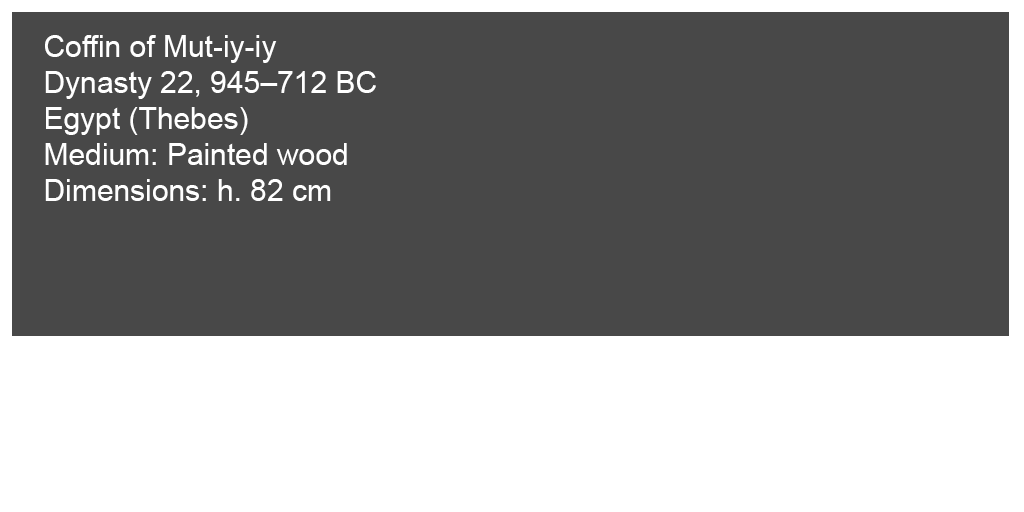 Coffin of Mut-iy-iy
Dynasty 22, 945–712 BC
Egypt (Thebes)
Medium: Painted wood
Dimensions: h. 82 cm